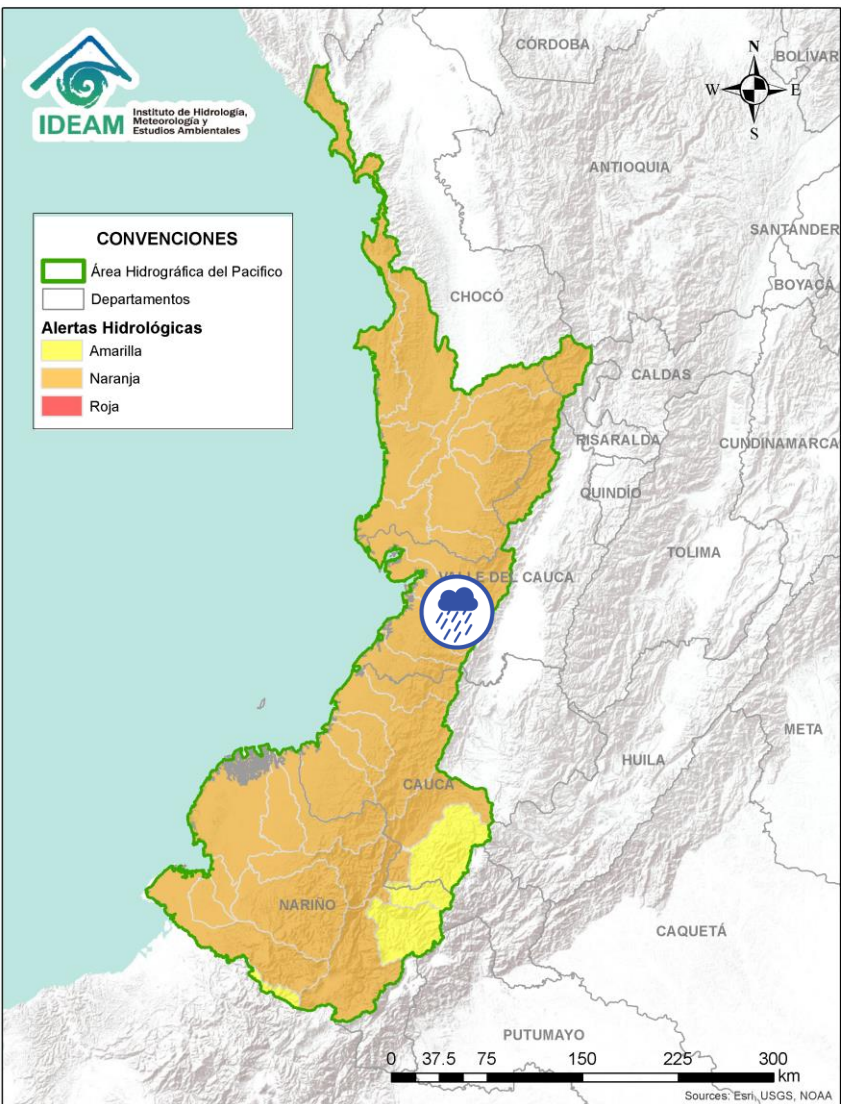 IDEAM
Instituto de Hidrología,
Meteorología y
Estudios Ambientales
CÓRDOBA
BOLÍVAR
N
W
E
S
ANTIOQUIA
SANTANDER
BOYACÁ
CONVENCIONES
Área Hidrográfica del Pacifico
Departamentos
Alertas Hidrológicas
Amarilla
Naranja
Roja
CHOCÓ
CALDAS
RISARALDA
CUNDINAMARCA
QUINDÍO
TOLIMA
VALLE DEL CAUCA
META
HUILA
CAUCA
NARIÑO
CAQUETÁ
PUTUMAYO
0 37.5 75 150 225 300
km
Sources: Esri, USGS, NOAA